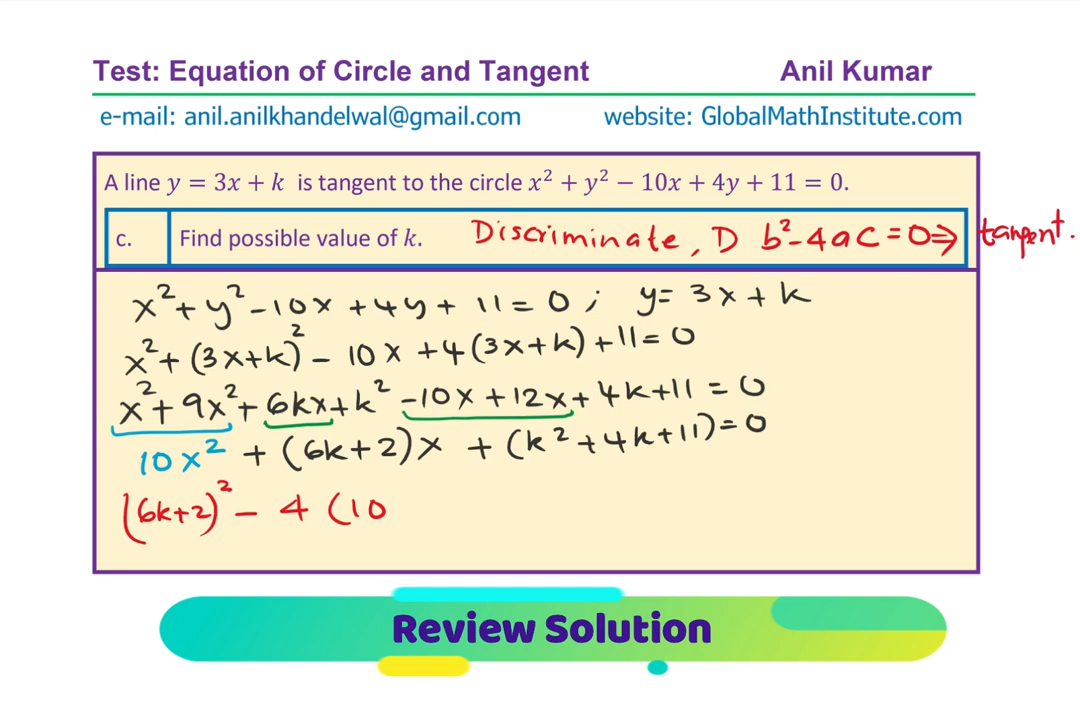 Test: Equation of Circle and Tangent Anil Kumar
e-mail: anil.anilkhandelwal@gmail.com website: GlobalMathInstitute.com
A line y = 3x + k is tangent to the circle x² + y² − 10x + 4y + 11 = 0.
c. Find possible value of k. Discriminate, D b²-4ac=0⇒ tangent.
x²+y²-10x+4y+11=0; y=3x+k
x²+(3x+k)²-10x+4(3x+k)+11=0
x²+9x²+6kx+k²-10x+12x+4k+11=0
10x²+(6k+2)x+(k²+4k+11)=0
(6k+2)²-4(10
Review Solution